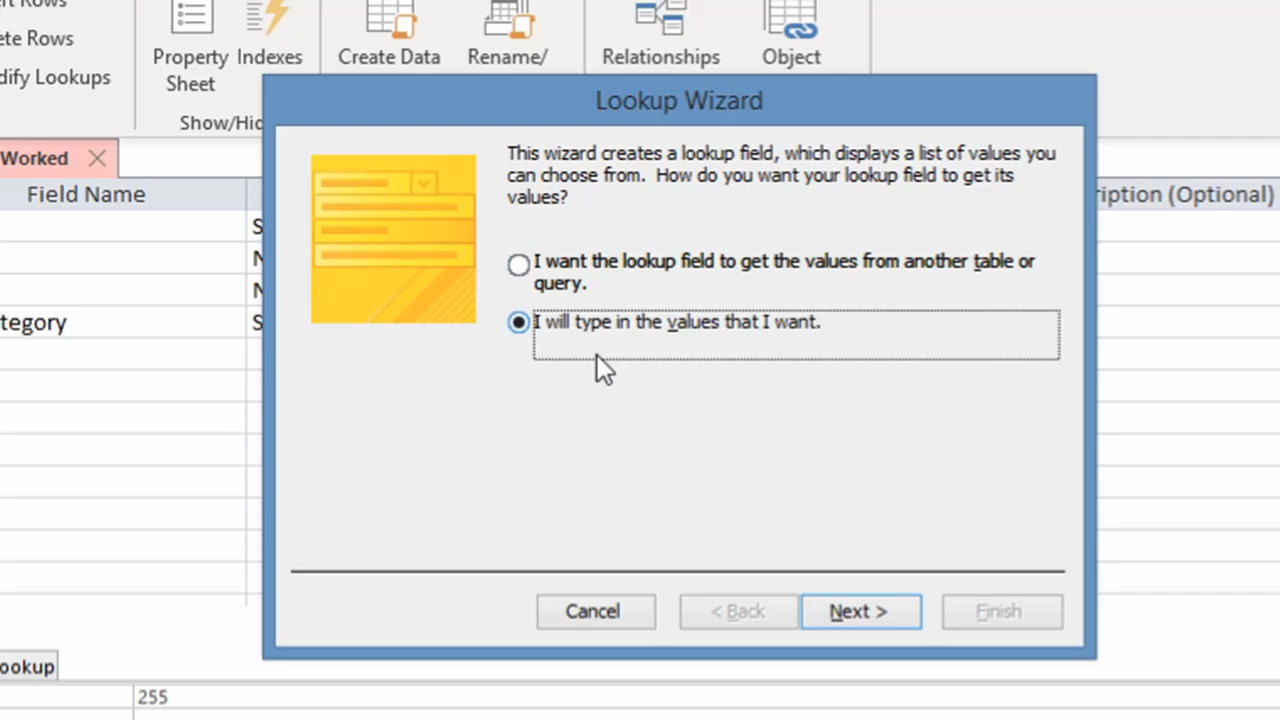 ete Rows
dify Lookups
Property
Sheet
Indexes
Show/Hid
Create Data
Rename/
Relationships
Object
Worked
Field Name
ription (Optional)
tegory
Lookup Wizard
This wizard creates a lookup field, which displays a list of values you
can choose from. How do you want your lookup field to get its
values?
I want the lookup field to get the values from another table or
query.
I will type in the values that I want.
Cancel
< Back
Next >
Finish
ookup
255